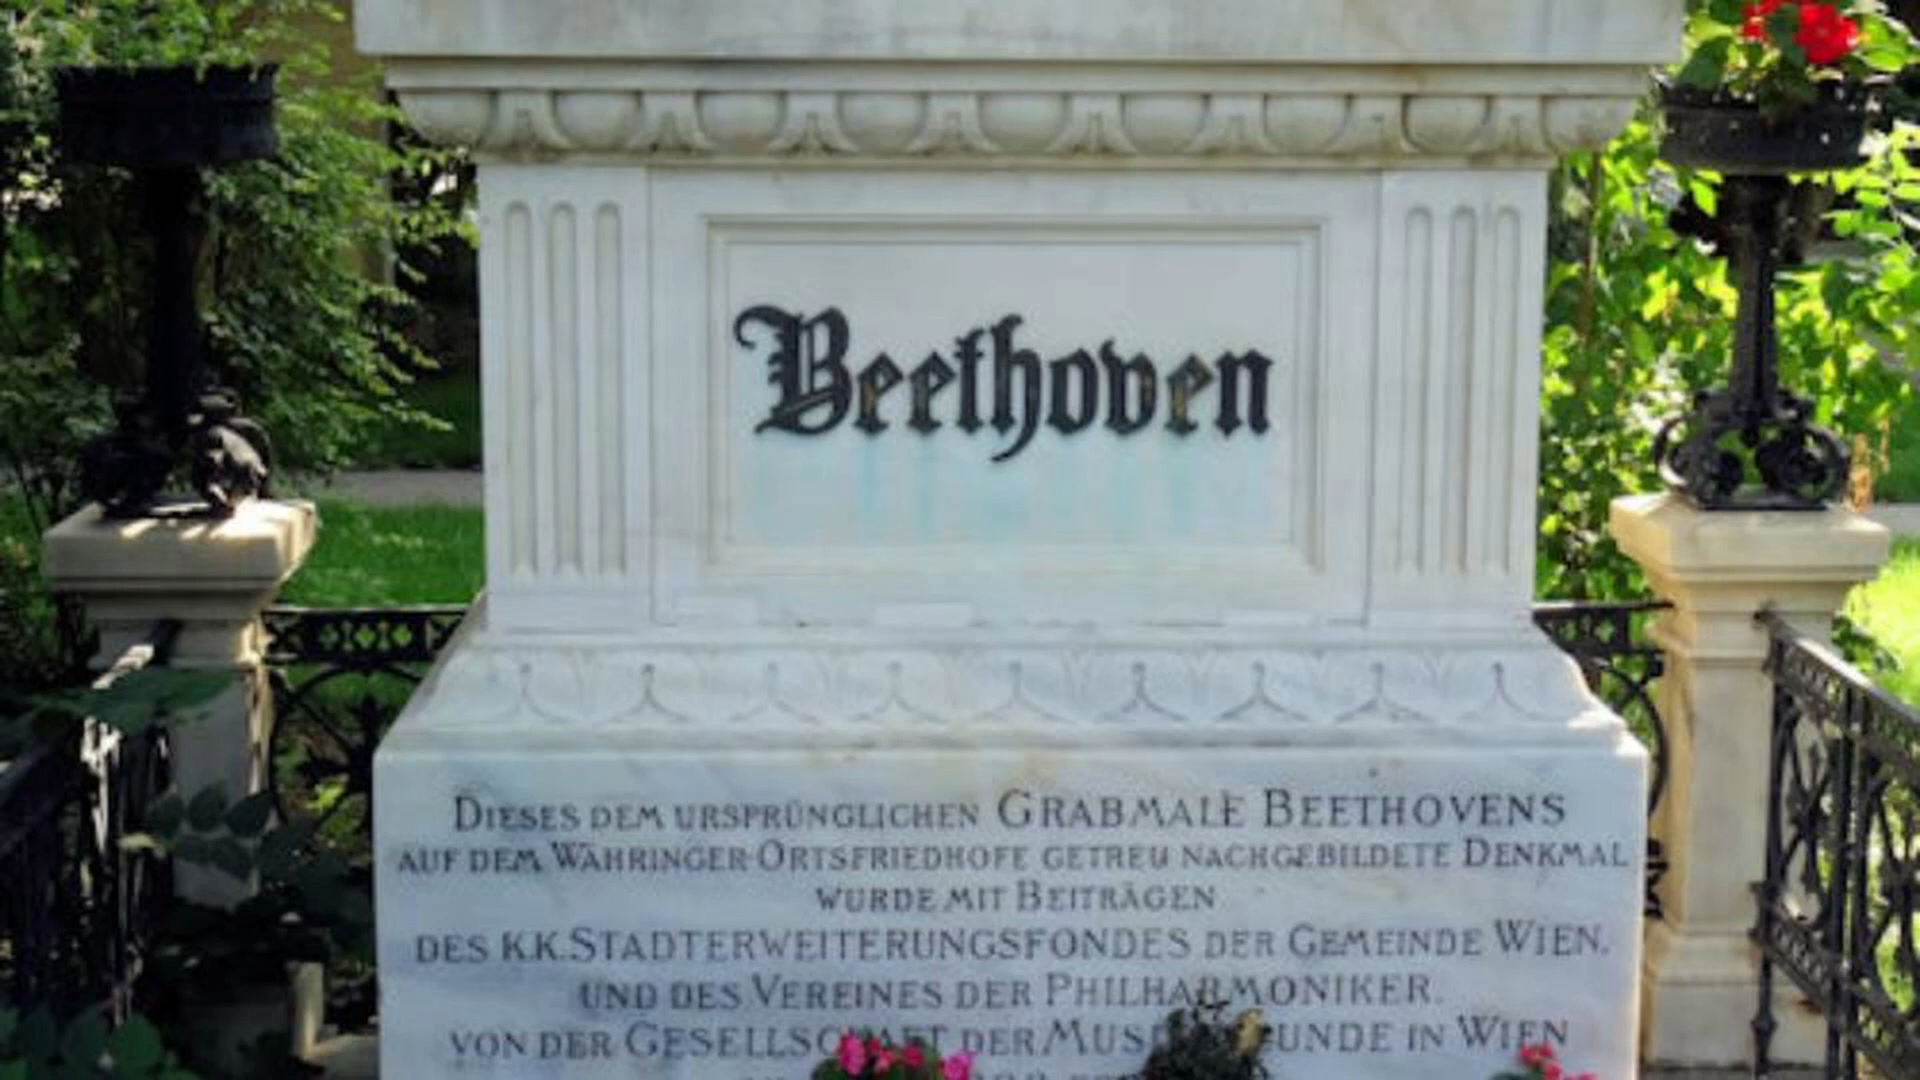 Beethoven
DIESES DEM URSPRÜNGLICHEN GRABMALE BEETHOVENS
AUF DEM WÄHRINGER ORTSFRIEDHOFE GETREU NACHGEBILDETE DENKMAL
WURDE MIT BEITRÄGEN
DES K.K. STADTERWEITERUNGSFONDES DER GEMEINDE WIEN,
UND DES VEREINES DER PHILHARMONIKER.
VON DER GESELLSCHAFT DER MUSIKFREUNDE IN WIEN